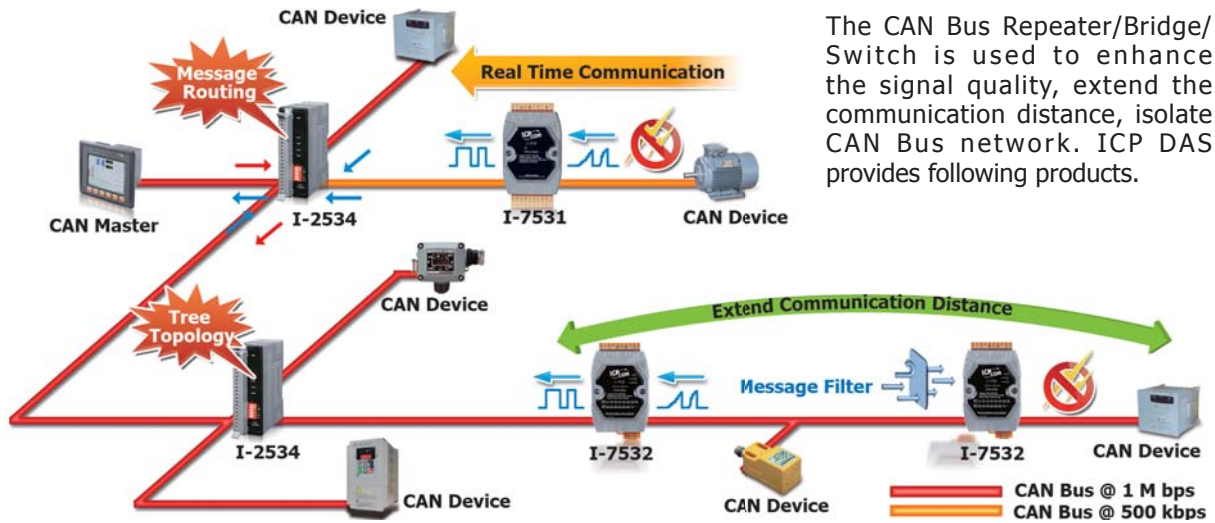 CAN Device
The CAN Bus Repeater/Bridge/
Switch is used to enhance
the signal quality, extend the
communication distance, isolate
CAN Bus network. ICP DAS
provides following products.
Message
Routing
Real Time Communication
CAN Master
I-2534
I-7531
CAN Device
CAN Device
Extend Communication Distance
Tree
Topology
Message Filter
I-2534
I-7532
I-7532
CAN Device
CAN Device
CAN Device
CAN Bus @ 1 M bps
CAN Bus @ 500 kbps